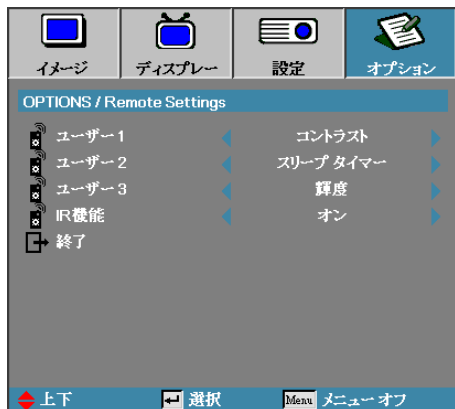 イメージ ディスプレー 設定 オプション
OPTIONS / Remote Settings
ユーザー1 コントラスト
ユーザー2 スリープ タイマー
ユーザー3 輝度
IR機能 オン
終了
上下 選択 Menu メニュー オフ